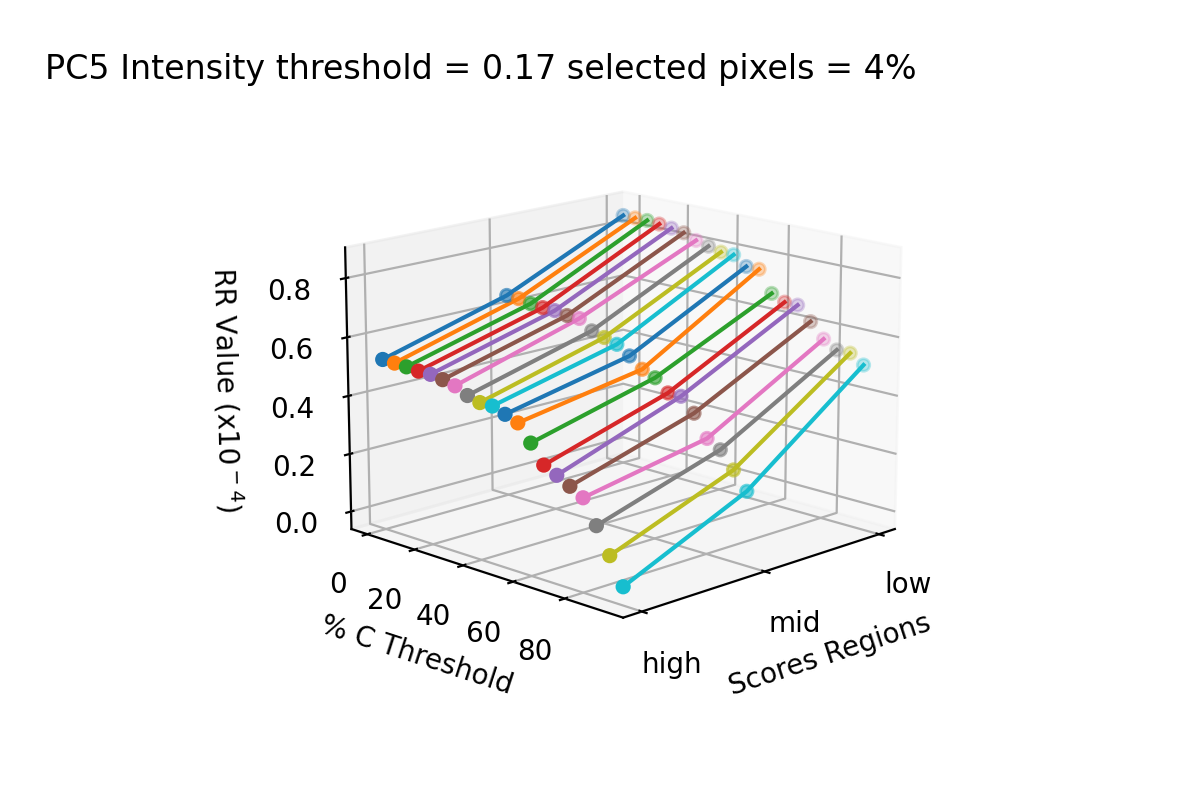 PC5 Intensity threshold = 0.17 selected pixels = 4%
RR Value (x10⁻⁴)
0.8
0.6
0.4
0.2
0.0
0
20
40
60
80
% C Threshold
high
mid
low
Scores Regions